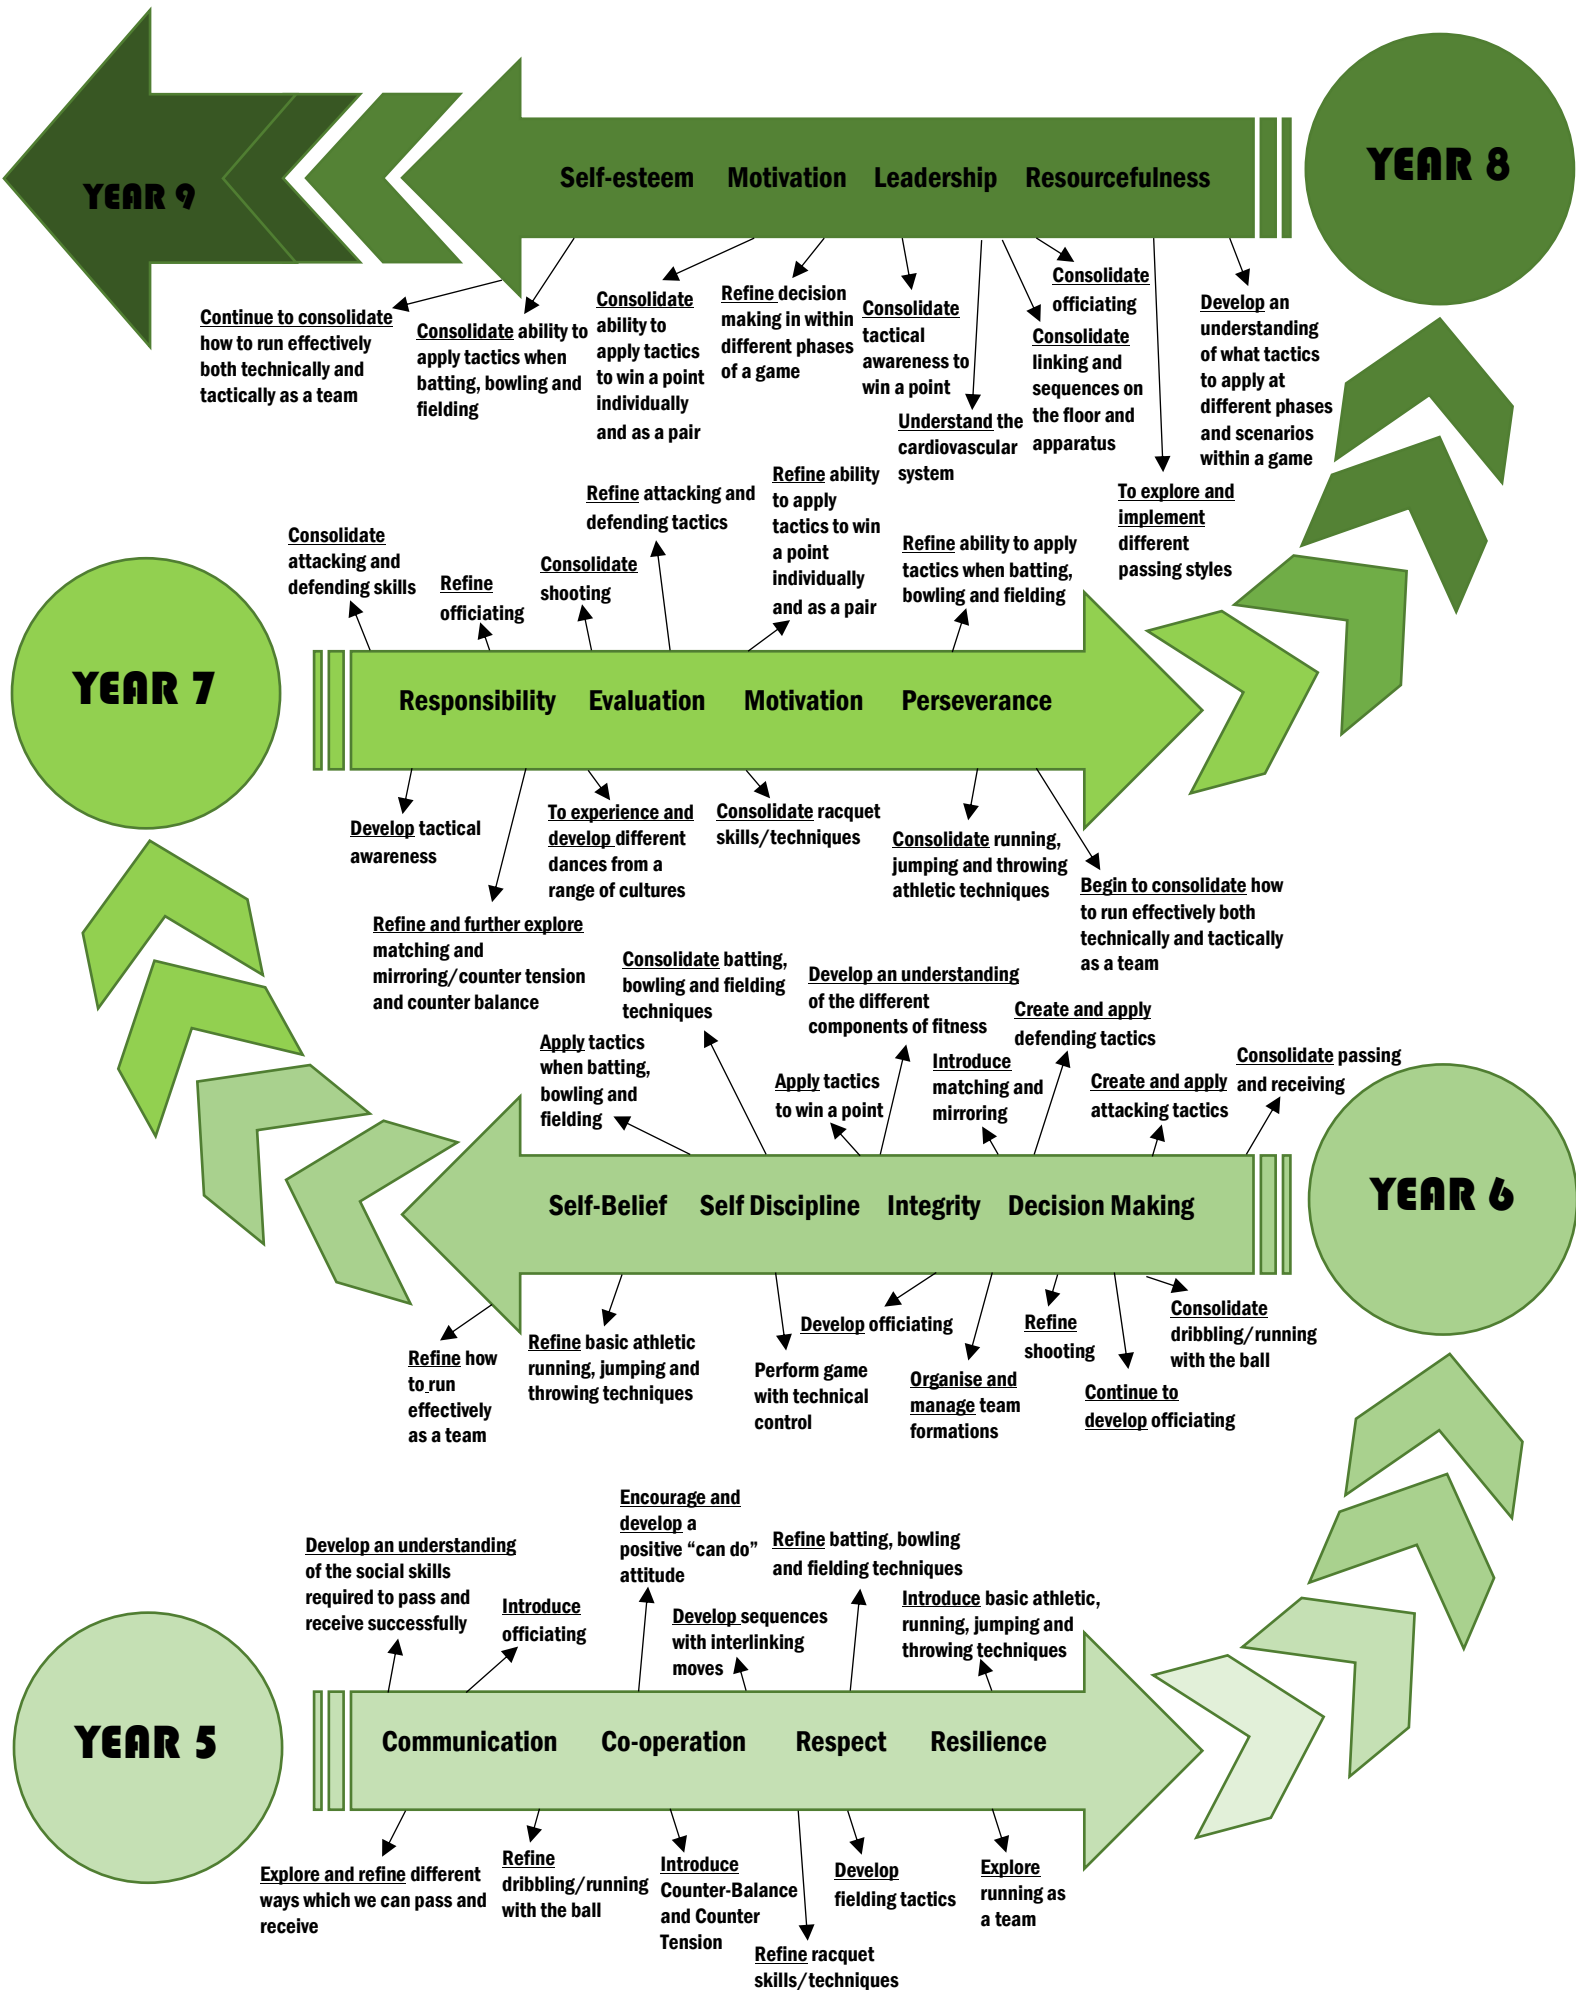 YEAR 9
Self-esteem Motivation Leadership Resourcefulness
YEAR 8
Continue to consolidate
how to run effectively
both technically and
tactically as a team
Consolidate ability to
apply tactics when
batting, bowling and
fielding
Consolidate
ability to
apply tactics
to win a point
individually
and as a pair
Refine decision
making in within
different phases
of a game
Consolidate
tactical
awareness to
win a point
Understand the
cardiovascular
system
Consolidate
officiating
Consolidate
linking and
sequences on
the floor and
apparatus
To explore and
implement
different
passing styles
Develop an
understanding
of what tactics
to apply at
different phases
and scenarios
within a game
Consolidate
attacking and
defending skills
Refine
officiating
Consolidate
shooting
Refine attacking and
defending tactics
Refine ability
to apply
tactics to win
a point
individually
and as a pair
Refine ability to apply
tactics when batting,
bowling and fielding
YEAR 7
Responsibility Evaluation Motivation Perseverance
Develop tactical
awareness
Refine and further explore
matching and
mirroring/counter tension
and counter balance
To experience and
develop different
dances from a
range of cultures
Consolidate racquet
skills/techniques
Consolidate running,
jumping and throwing
athletic techniques
Begin to consolidate how
to run effectively both
technically and tactically
as a team
Apply tactics
when batting,
bowling and
fielding
Consolidate batting,
bowling and fielding
techniques
Apply tactics
to win a point
Develop an understanding
of the different
components of fitness
Introduce
matching and
mirroring
Create and apply
defending tactics
Create and apply
attacking tactics
Consolidate passing
and receiving
Self-Belief Self Discipline Integrity Decision Making
YEAR 6
Refine how
to run
effectively
as a team
Refine basic athletic
running, jumping and
throwing techniques
Perform game
with technical
control
Develop officiating
Organise and
manage team
formations
Refine
shooting
Continue to
develop officiating
Consolidate
dribbling/running
with the ball
Develop an understanding
of the social skills
required to pass and
receive successfully
Introduce
officiating
Encourage and
develop a
positive “can do”
attitude
Develop sequences
with interlinking
moves
Refine batting, bowling
and fielding techniques
Introduce basic athletic,
running, jumping and
throwing techniques
YEAR 5
Communication Co-operation Respect Resilience
Explore and refine different
ways which we can pass and
receive
Refine
dribbling/running
with the ball
Introduce
Counter-Balance
and Counter
Tension
Refine racquet
skills/techniques
Develop
fielding tactics
Explore
running as
a team